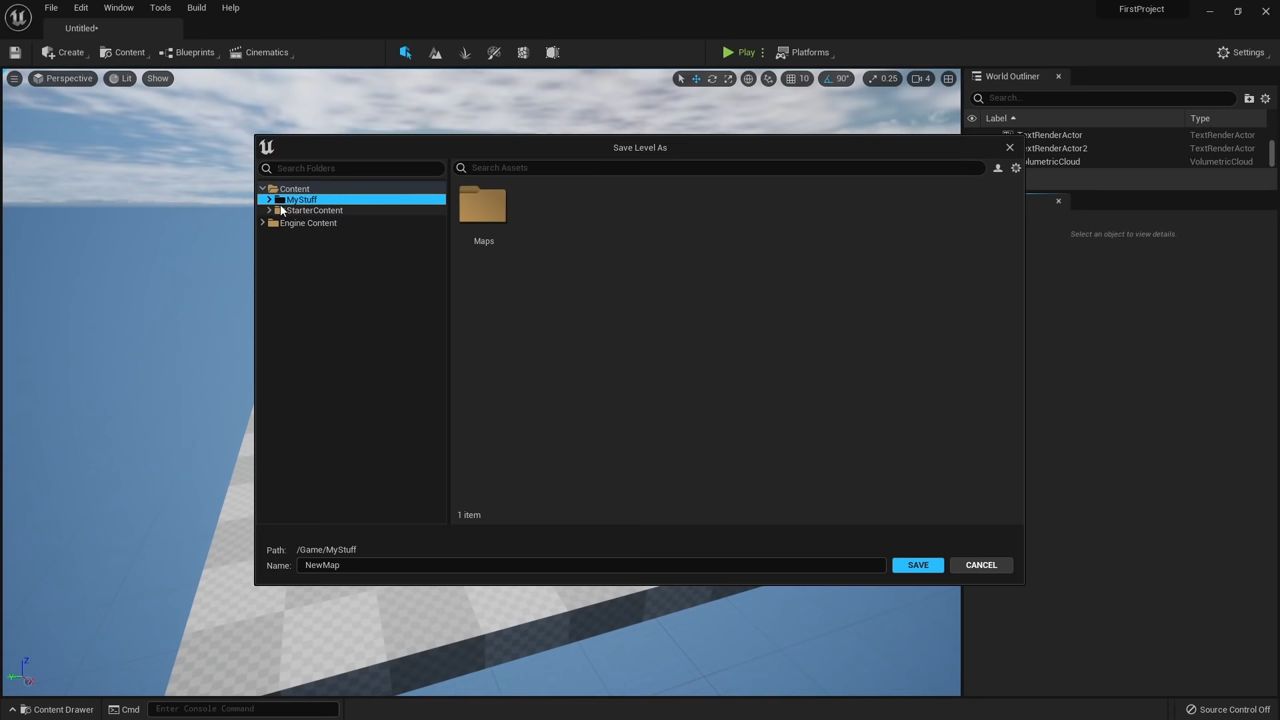 File Edit Window Tools Build Help
FirstProject
Untitled*
Create Content Blueprints Cinematics Play Platforms Settings
Perspective Lit Show 10 90° 0.25 4
World Outliner
Search...
Label Type
TextRenderActor TextRenderActor
TextRenderActor2 TextRenderActor
VolumetricCloud
Save Level As
Search Folders
Search Assets
Content
MyStuff
StarterContent
Engine Content
Maps
Select an object to view details
1 item
Path: /Game/MyStuff
Name: NewMap SAVE CANCEL
Content Drawer Cmd Enter Console Command Source Control Off